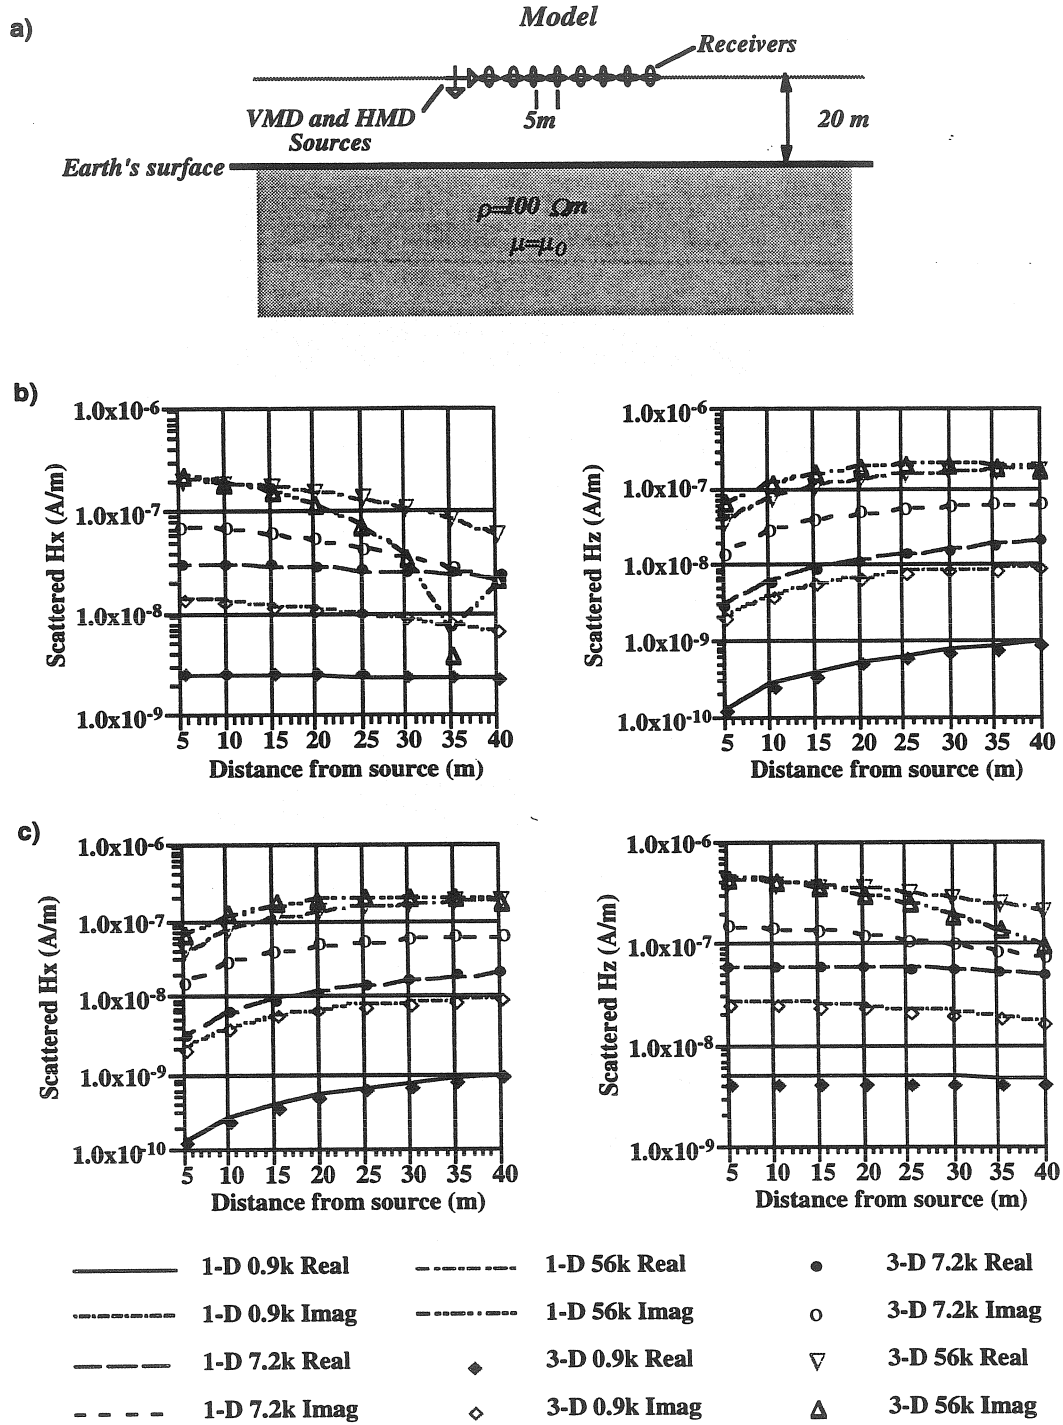 a)
Model
Receivers
VMD and HMD
Sources
5m
20 m
Earth's surface
ρ=100 Ωm
μ=μ0
b)
Scattered Hx (A/m)
1.0x10-6
1.0x10-7
1.0x10-8
1.0x10-9
5 10 15 20 25 30 35 40
Distance from source (m)
Scattered Hz (A/m)
1.0x10-6
1.0x10-7
1.0x10-8
1.0x10-9
1.0x10-10
5 10 15 20 25 30 35 40
Distance from source (m)
c)
Scattered Hx (A/m)
1.0x10-6
1.0x10-7
1.0x10-8
1.0x10-9
1.0x10-10
5 10 15 20 25 30 35 40
Distance from source (m)
Scattered Hz (A/m)
1.0x10-6
1.0x10-7
1.0x10-8
1.0x10-9
5 10 15 20 25 30 35 40
Distance from source (m)
1-D 0.9k Real
1-D 56k Real
3-D 7.2k Real
1-D 0.9k Imag
1-D 56k Imag
3-D 7.2k Imag
1-D 7.2k Real
3-D 0.9k Real
3-D 56k Real
1-D 7.2k Imag
3-D 0.9k Imag
3-D 56k Imag